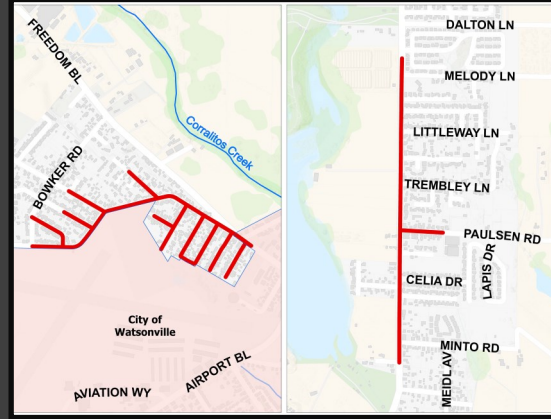 FREEDOM BL
Corralitos Creek
BOWKER RD
City of
Watsonville
AIRPORT BL
AVIATION WY
DALTON LN
MELODY LN
LITTLEWAY LN
TREMBLEY LN
PAULSEN RD
LAPIS DR
CELIA DR
MINTO RD
MEIDL AV